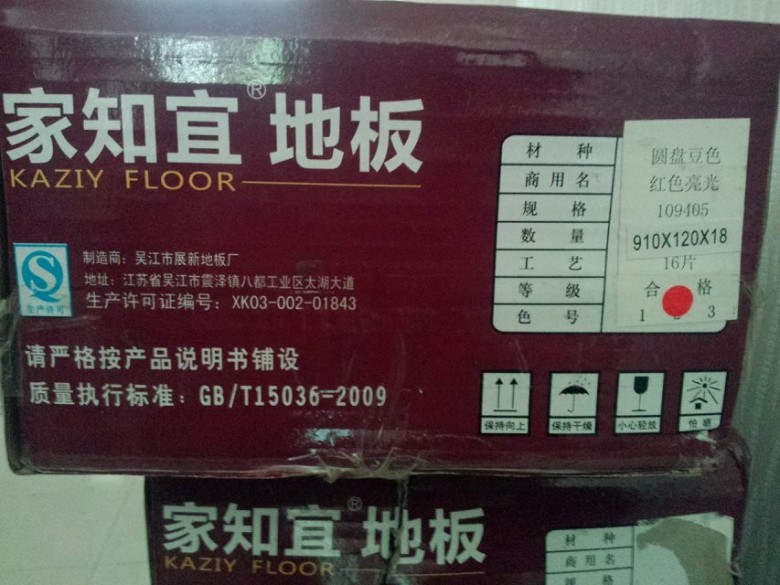 家知宜® 地板
KAZIY FLOOR
制造商：吴江市展新地板厂
地址：江苏省吴江市震泽镇八都工业区太湖大道
生产许可证编号：XK03-002-01843
生产许可
请严格按产品说明书铺设
质量执行标准：GB/T15036-2009
材种
商用名
规格
数量
工艺
等级
色号
圆盘豆色
红色亮光
109405
910X120X18
16片
合格
1 2 3
保持向上
保持干燥
小心轻放
怕晒
家知宜® 地板
KAZIY FLOOR
材种
商用名
规格